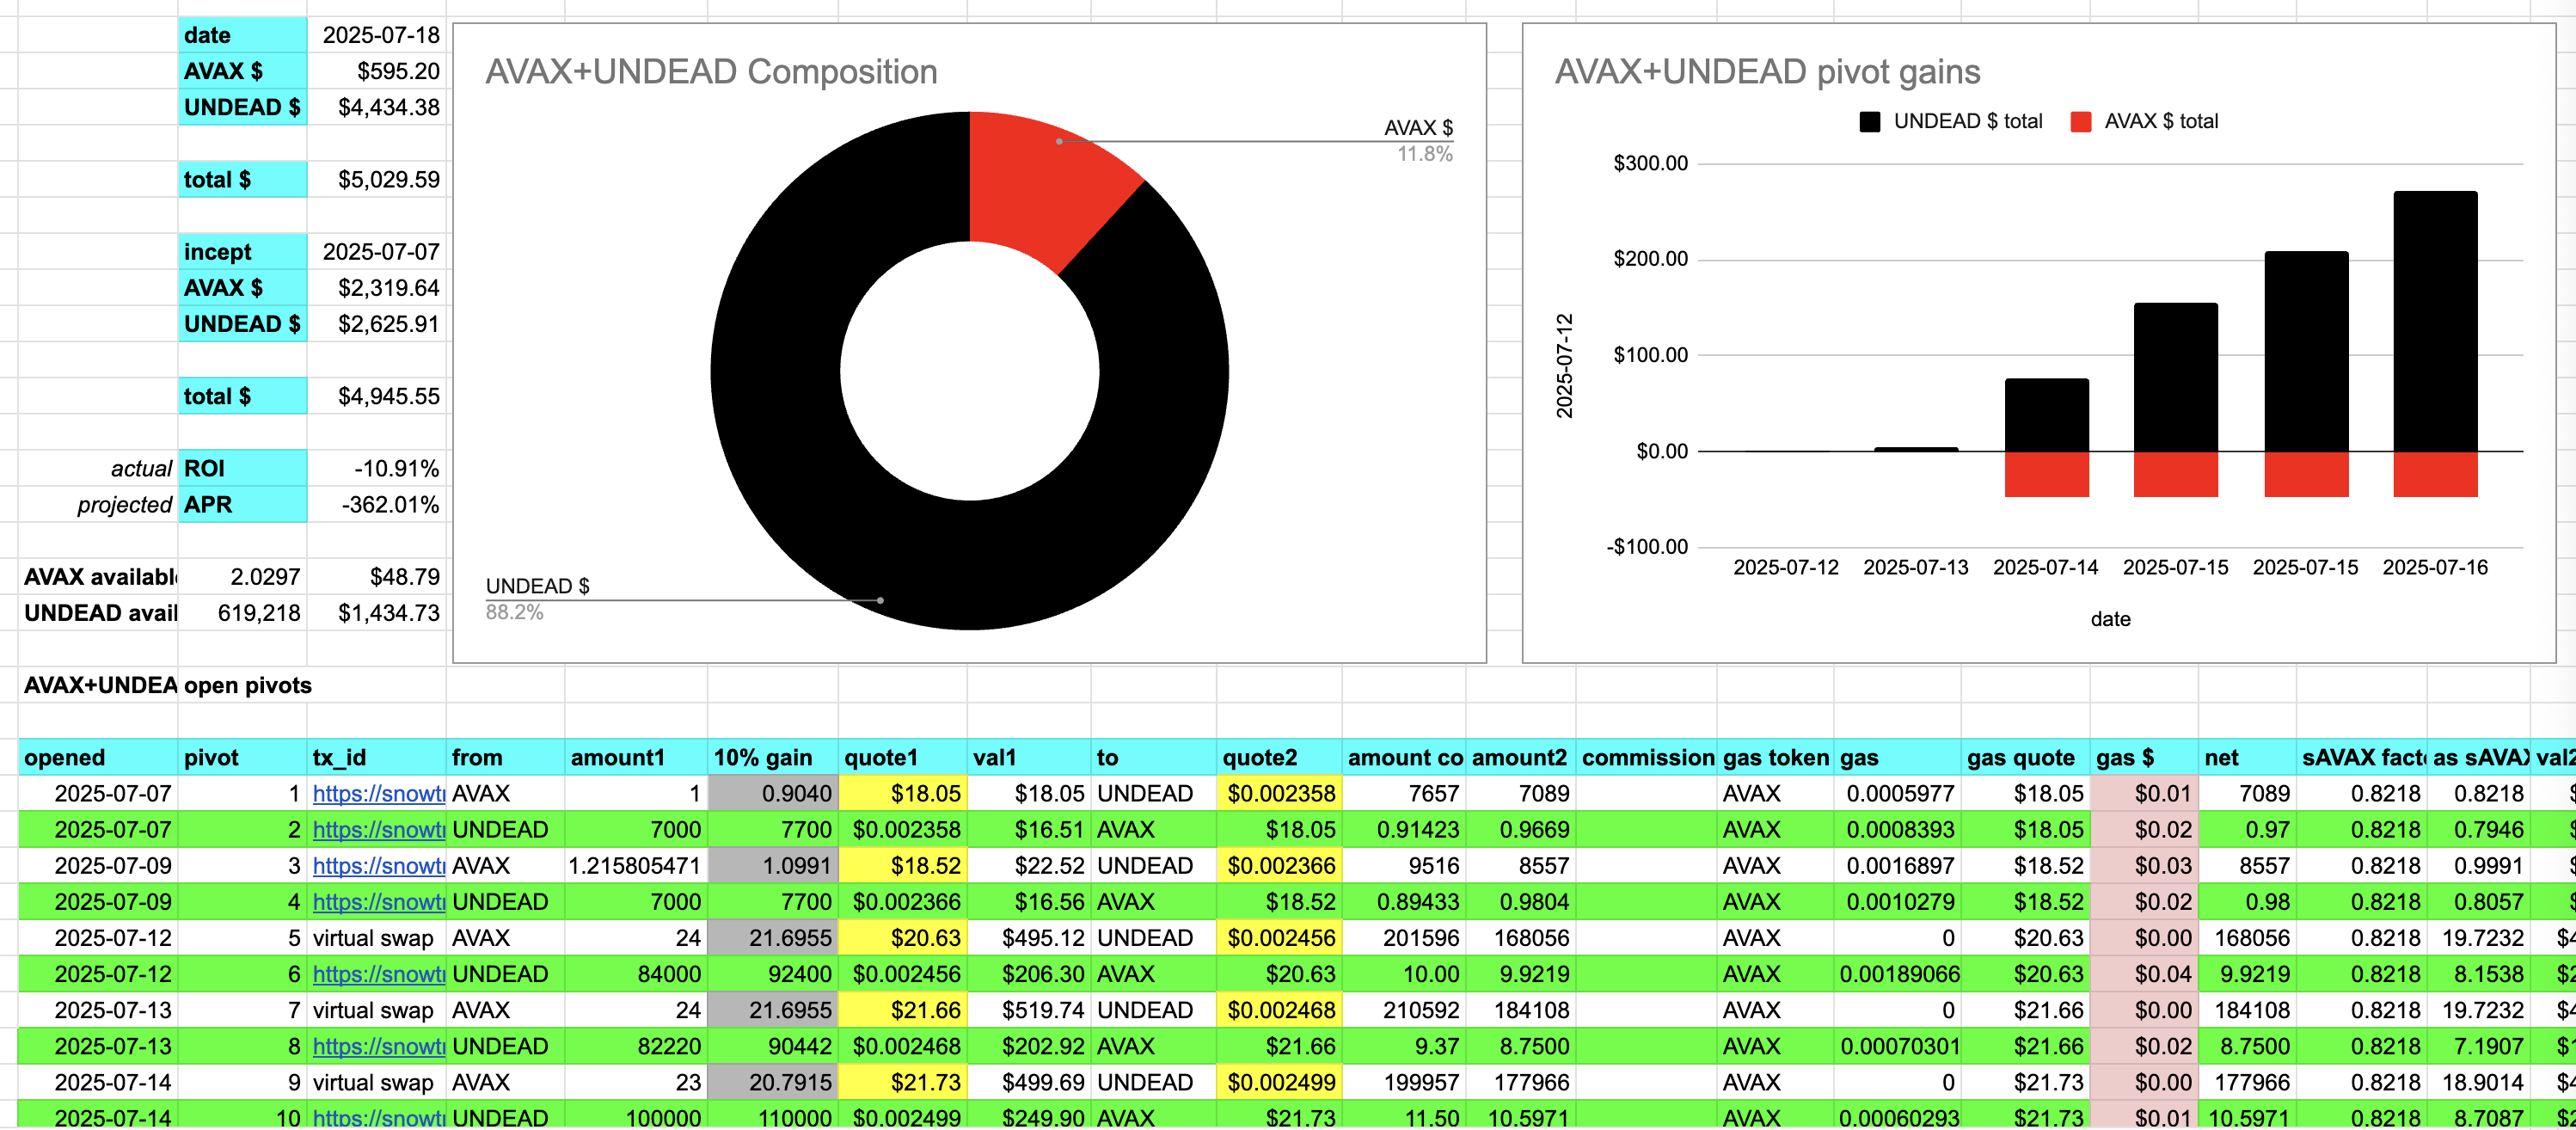 date 2025-07-18
AVAX $ $595.20
UNDEAD $ $4,434.38
total $ $5,029.59
incept 2025-07-07
AVAX $ $2,319.64
UNDEAD $ $2,625.91
total $ $4,945.55
actual ROI -10.91%
projected APR -362.01%
AVAX availabl 2.0297 $48.79
UNDEAD avail 619,218 $1,434.73
AVAX+UNDEAD Composition
AVAX $
11.8%
UNDEAD $
88.2%
AVAX+UNDEAD pivot gains
UNDEAD $ total AVAX $ total
$300.00
$200.00
$100.00
$0.00
-$100.00
2025-07-12
2025-07-12 2025-07-13 2025-07-14 2025-07-15 2025-07-15 2025-07-16
date
AVAX+UNDEA open pivots
opened pivot tx_id from amount1 10% gain quote1 val1 to quote2 amount co amount2 commission gas token gas gas quote gas $ net sAVAX fact as sAVAX val2
2025-07-07 1 https://snowtr AVAX 1 0.9040 $18.05 $18.05 UNDEAD $0.002358 7657 7089 AVAX 0.0005977 $18.05 $0.01 7089 0.8218 0.8218 $
2025-07-07 2 https://snowtr UNDEAD 7000 7700 $0.002358 $16.51 AVAX $18.05 0.91423 0.9669 AVAX 0.0008393 $18.05 $0.02 0.97 0.8218 0.7946 $
2025-07-09 3 https://snowtr AVAX 1.215805471 1.0991 $18.52 $22.52 UNDEAD $0.002366 9516 8557 AVAX 0.0016897 $18.52 $0.03 8557 0.8218 0.9991 $
2025-07-09 4 https://snowtr UNDEAD 7000 7700 $0.002366 $16.56 AVAX $18.52 0.89433 0.9804 AVAX 0.0010279 $18.52 $0.02 0.98 0.8218 0.8057 $
2025-07-12 5 virtual swap AVAX 24 21.6955 $20.63 $495.12 UNDEAD $0.002456 201596 168056 AVAX 0 $20.63 $0.00 168056 0.8218 19.7232 $4
2025-07-12 6 https://snowtr UNDEAD 84000 92400 $0.002456 $206.30 AVAX $20.63 10.00 9.9219 AVAX 0.00189066 $20.63 $0.04 9.9219 0.8218 8.1538 $2
2025-07-13 7 virtual swap AVAX 24 21.6955 $21.66 $519.74 UNDEAD $0.002468 210592 184108 AVAX 0 $21.66 $0.00 184108 0.8218 19.7232 $4
2025-07-13 8 https://snowtr UNDEAD 82220 90442 $0.002468 $202.92 AVAX $21.66 9.37 8.7500 AVAX 0.00070301 $21.66 $0.02 8.7500 0.8218 7.1907 $1
2025-07-14 9 virtual swap AVAX 23 20.7915 $21.73 $499.69 UNDEAD $0.002499 199957 177966 AVAX 0 $21.73 $0.00 177966 0.8218 18.9014 $4
2025-07-14 10 https://snowtr UNDEAD 100000 110000 $0.002499 $249.90 AVAX $21.73 11.50 10.5971 AVAX 0.00060293 $21.73 $0.01 10.5971 0.8218 8.7087 $2